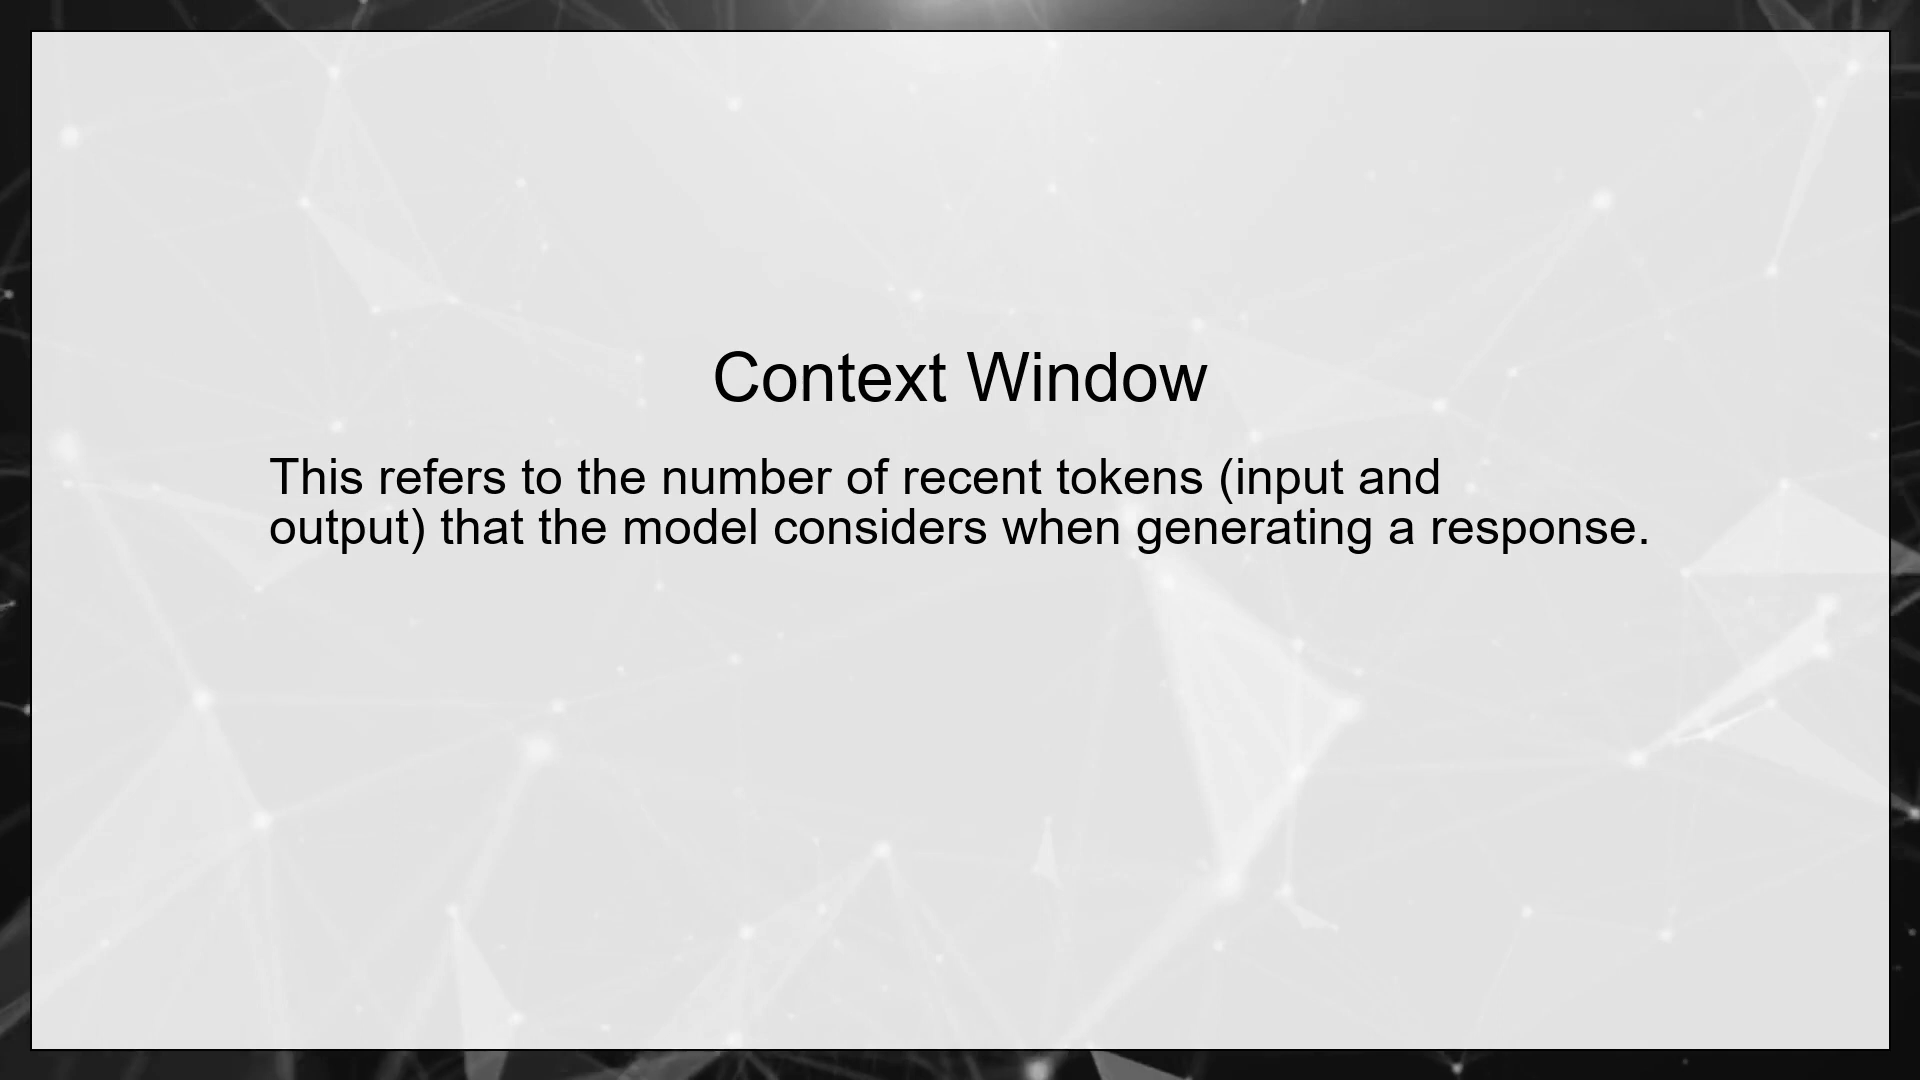 Context Window
This refers to the number of recent tokens (input and
output) that the model considers when generating a response.